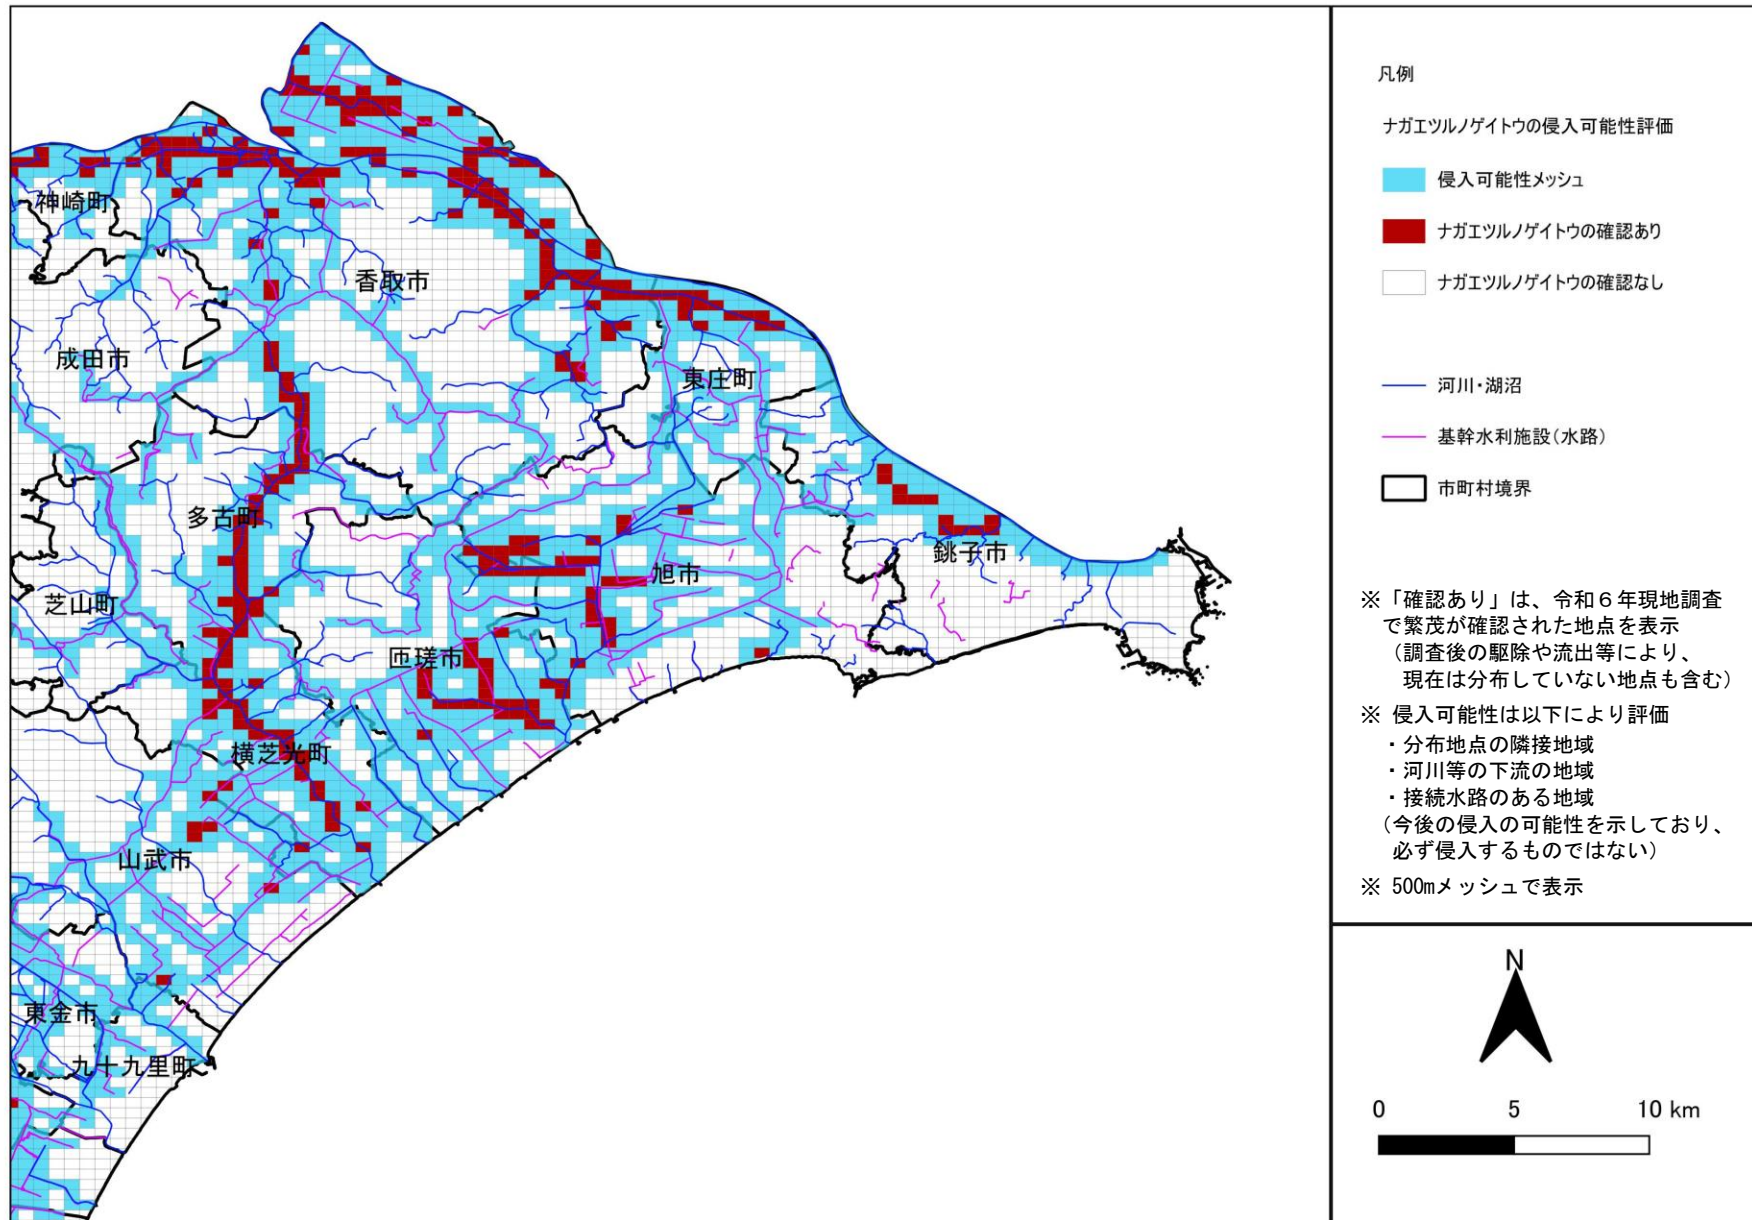 神崎町
香取市
成田市
東庄町
多古町
銚子市
旭市
芝山町
匝瑳市
横芝光町
山武市
東金市
九十九里町
凡例
ナガエツルノゲイトウの侵入可能性評価
侵入可能性メッシュ
ナガエツルノゲイトウの確認あり
ナガエツルノゲイトウの確認なし
河川・湖沼
基幹水利施設(水路)
市町村境界
※「確認あり」は、令和6年現地調査
で繁茂が確認された地点を表示
(調査後の駆除や流出等により、
現在は分布していない地点も含む)
※ 侵入可能性は以下により評価
・分布地点の隣接地域
・河川等の下流の地域
・接続水路のある地域
(今後の侵入の可能性を示しており、
必ず侵入するものではない)
※ 500mメッシュで表示
N
0 5 10 km